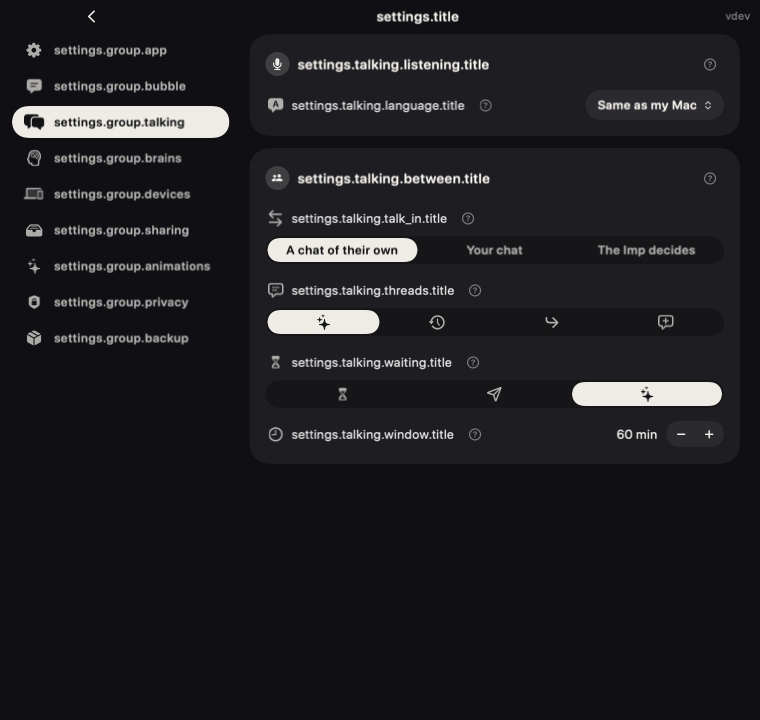 settings.title
vdev
settings.group.app
settings.group.bubble
settings.group.talking
settings.group.brains
settings.group.devices
settings.group.sharing
settings.group.animations
settings.group.privacy
settings.group.backup
settings.talking.listening.title
settings.talking.language.title
Same as my Mac
settings.talking.between.title
settings.talking.talk_in.title
A chat of their own Your chat The Imp decides
settings.talking.threads.title
settings.talking.waiting.title
settings.talking.window.title
60 min − +